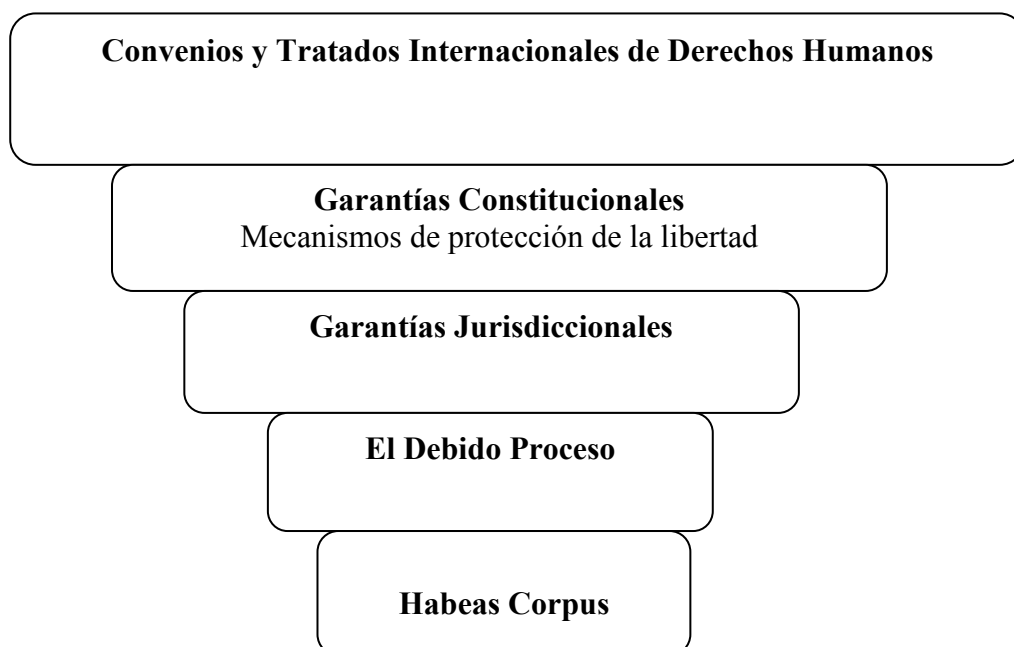 Convenios y Tratados Internacionales de Derechos Humanos
Garantías Constitucionales
Mecanismos de protección de la libertad
Garantías Jurisdiccionales
El Debido Proceso
Habeas Corpus